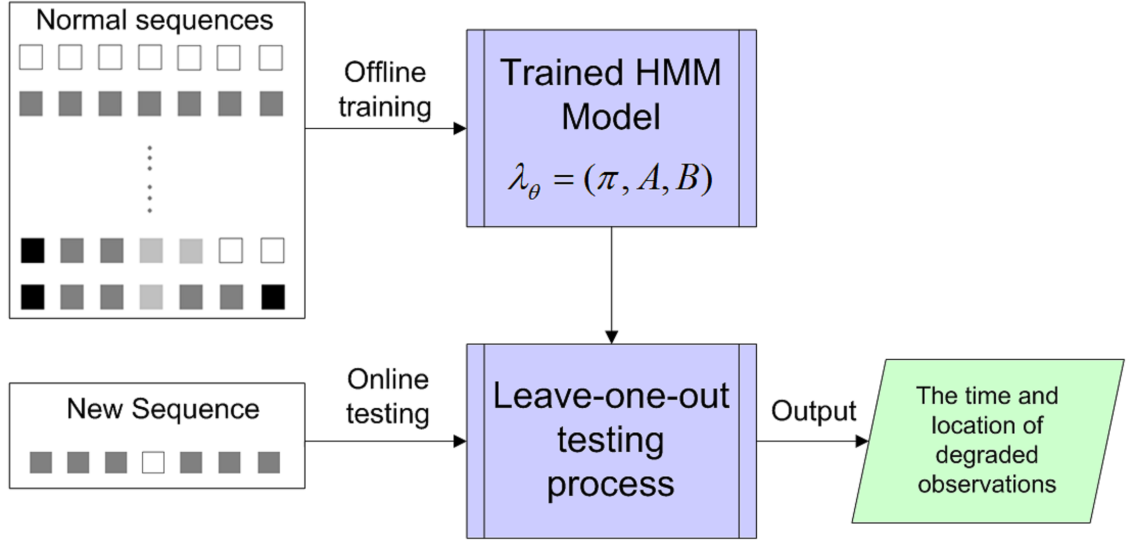 Normal sequences
Offline
training
Trained HMM
Model
λ_θ = (π, A, B)
New Sequence
Online
testing
Leave-one-out
testing
process
Output
The time and
location of
degraded
observations